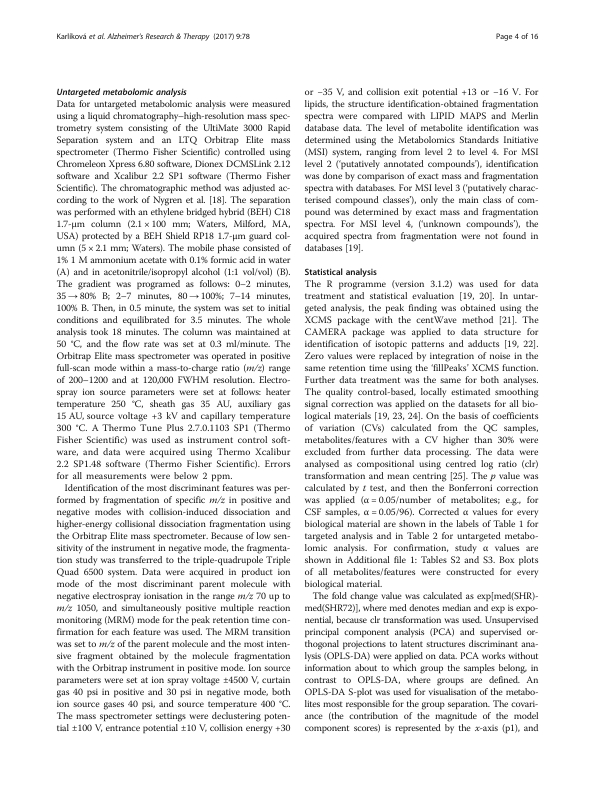 Karlíková et al. Alzheimer's Research & Therapy (2017) 9:78
Page 4 of 16
Untargeted metabolomic analysis
Data for untargeted metabolomic analysis were measured
using a liquid chromatography–high-resolution mass spec-
trometry system consisting of the UltiMate 3000 Rapid
Separation system and an LTQ Orbitrap Elite mass
spectrometer (Thermo Fisher Scientific) controlled using
Chromeleon Xpress 6.80 software, Dionex DCMSLink 2.12
software and Xcalibur 2.2 SP1 software (Thermo Fisher
Scientific). The chromatographic method was adjusted ac-
cording to the work of Nygren et al. [18]. The separation
was performed with an ethylene bridged hybrid (BEH) C18
1.7-μm column (2.1 × 100 mm; Waters, Milford, MA,
USA) protected by a BEH Shield RP18 1.7-μm guard col-
umn (5 × 2.1 mm; Waters). The mobile phase consisted of
1% 1 M ammonium acetate with 0.1% formic acid in water
(A) and in acetonitrile/isopropyl alcohol (1:1 vol/vol) (B).
The gradient was programed as follows: 0–2 minutes,
35 → 80% B; 2–7 minutes, 80 → 100%; 7–14 minutes,
100% B. Then, in 0.5 minute, the system was set to initial
conditions and equilibrated for 3.5 minutes. The whole
analysis took 18 minutes. The column was maintained at
50 °C, and the flow rate was set at 0.3 ml/minute. The
Orbitrap Elite mass spectrometer was operated in positive
full-scan mode within a mass-to-charge ratio (m/z) range
of 200–1200 and at 120,000 FWHM resolution. Electro-
spray ion source parameters were set at follows: heater
temperature 250 °C, sheath gas 35 AU, auxiliary gas
15 AU, source voltage +3 kV and capillary temperature
300 °C. A Thermo Tune Plus 2.7.0.1103 SP1 (Thermo
Fisher Scientific) was used as instrument control soft-
ware, and data were acquired using Thermo Xcalibur
2.2 SP1.48 software (Thermo Fisher Scientific). Errors
for all measurements were below 2 ppm.
Identification of the most discriminant features was per-
formed by fragmentation of specific m/z in positive and
negative modes with collision-induced dissociation and
higher-energy collisional dissociation fragmentation using
the Orbitrap Elite mass spectrometer. Because of low sen-
sitivity of the instrument in negative mode, the fragmenta-
tion study was transferred to the triple-quadrupole Triple
Quad 6500 system. Data were acquired in product ion
mode of the most discriminant parent molecule with
negative electrospray ionisation in the range m/z 70 up to
m/z 1050, and simultaneously positive multiple reaction
monitoring (MRM) mode for the peak retention time con-
firmation for each feature was used. The MRM transition
was set to m/z of the parent molecule and the most inten-
sive fragment obtained by the molecule fragmentation
with the Orbitrap instrument in positive mode. Ion source
parameters were set at ion spray voltage ±4500 V, curtain
gas 40 psi in positive and 30 psi in negative mode, both
ion source gases 40 psi, and source temperature 400 °C.
The mass spectrometer settings were declustering poten-
tial ±100 V, entrance potential ±10 V, collision energy +30
or −35 V, and collision exit potential +13 or −16 V. For
lipids, the structure identification-obtained fragmentation
spectra were compared with LIPID MAPS and Merlin
database data. The level of metabolite identification was
determined using the Metabolomics Standards Initiative
(MSI) system, ranging from level 2 to level 4. For MSI
level 2 ('putatively annotated compounds'), identification
was done by comparison of exact mass and fragmentation
spectra with databases. For MSI level 3 ('putatively charac-
terised compound classes'), only the main class of com-
pound was determined by exact mass and fragmentation
spectra. For MSI level 4, ('unknown compounds'), the
acquired spectra from fragmentation were not found in
databases [19].
Statistical analysis
The R programme (version 3.1.2) was used for data
treatment and statistical evaluation [19, 20]. In untar-
geted analysis, the peak finding was obtained using the
XCMS package with the centWave method [21]. The
CAMERA package was applied to data structure for
identification of isotopic patterns and adducts [19, 22].
Zero values were replaced by integration of noise in the
same retention time using the 'fillPeaks' XCMS function.
Further data treatment was the same for both analyses.
The quality control-based, locally estimated smoothing
signal correction was applied on the datasets for all bio-
logical materials [19, 23, 24]. On the basis of coefficients
of variation (CVs) calculated from the QC samples,
metabolites/features with a CV higher than 30% were
excluded from further data processing. The data were
analysed as compositional using centred log ratio (clr)
transformation and mean centring [25]. The p value was
calculated by t test, and then the Bonferroni correction
was applied (α = 0.05/number of metabolites; e.g., for
CSF samples, α = 0.05/96). Corrected α values for every
biological material are shown in the labels of Table 1 for
targeted analysis and in Table 2 for untargeted metabo-
lomic analysis. For confirmation, study α values are
shown in Additional file 1: Tables S2 and S3. Box plots
of all metabolites/features were constructed for every
biological material.
The fold change value was calculated as exp[med(SHR)-
med(SHR72)], where med denotes median and exp is expo-
nential, because clr transformation was used. Unsupervised
principal component analysis (PCA) and supervised or-
thogonal projections to latent structures discriminant ana-
lysis (OPLS-DA) were applied on data. PCA works without
information about to which group the samples belong, in
contrast to OPLS-DA, where groups are defined. An
OPLS-DA S-plot was used for visualisation of the metabo-
lites most responsible for the group separation. The covari-
ance (the contribution of the magnitude of the model
component scores) is represented by the x-axis (p1), and